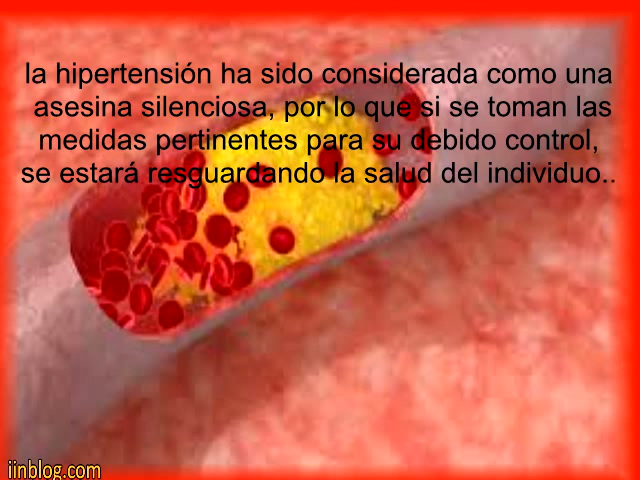 la hipertensión ha sido considerada como una
asesina silenciosa, por lo que si se toman las
medidas pertinentes para su debido control,
se estará resguardando la salud del individuo..
iinblog.com